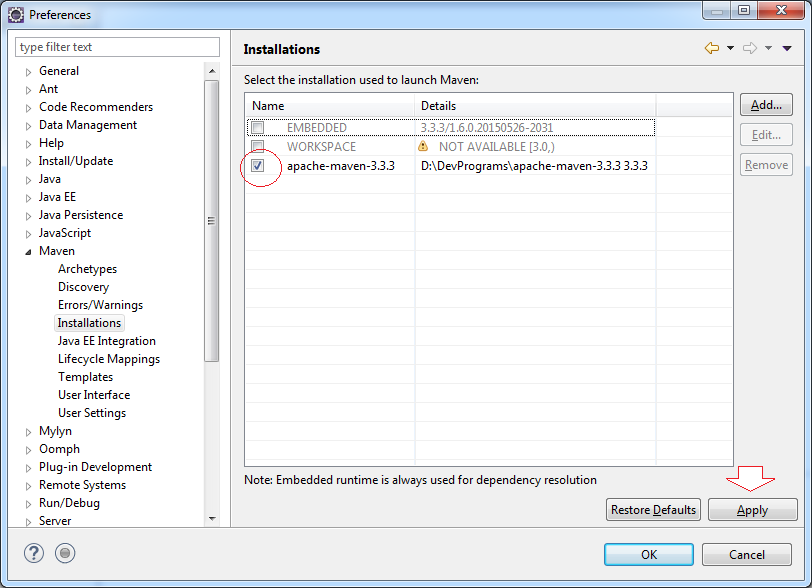 Preferences
type filter text
General
Ant
Code Recommenders
Data Management
Help
Install/Update
Java
Java EE
Java Persistence
JavaScript
Maven
Archetypes
Discovery
Errors/Warnings
Installations
Java EE Integration
Lifecycle Mappings
Templates
User Interface
User Settings
Mylyn
Oomph
Plug-in Development
Remote Systems
Run/Debug
Server
Installations
Select the installation used to launch Maven:
Name Details
EMBEDDED 3.3.3/1.6.0.20150526-2031
WORKSPACE NOT AVAILABLE [3.0,)
apache-maven-3.3.3 D:\DevPrograms\apache-maven-3.3.3 3.3.3
Add...
Edit...
Remove
Note: Embedded runtime is always used for dependency resolution
Restore Defaults Apply
OK Cancel